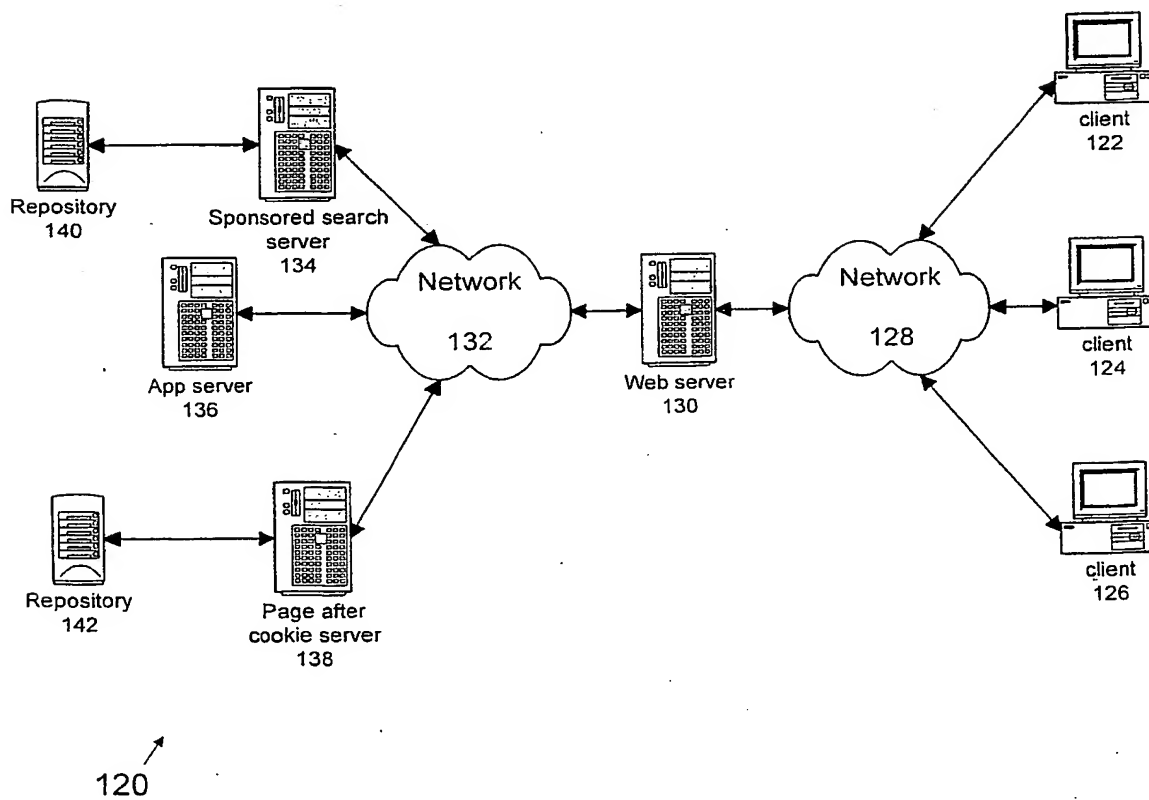 client
122
Repository
140
Sponsored search
server
134
Network
132
App server
136
Web server
130
Network
128
client
124
Repository
142
Page after
cookie server
138
client
126
120